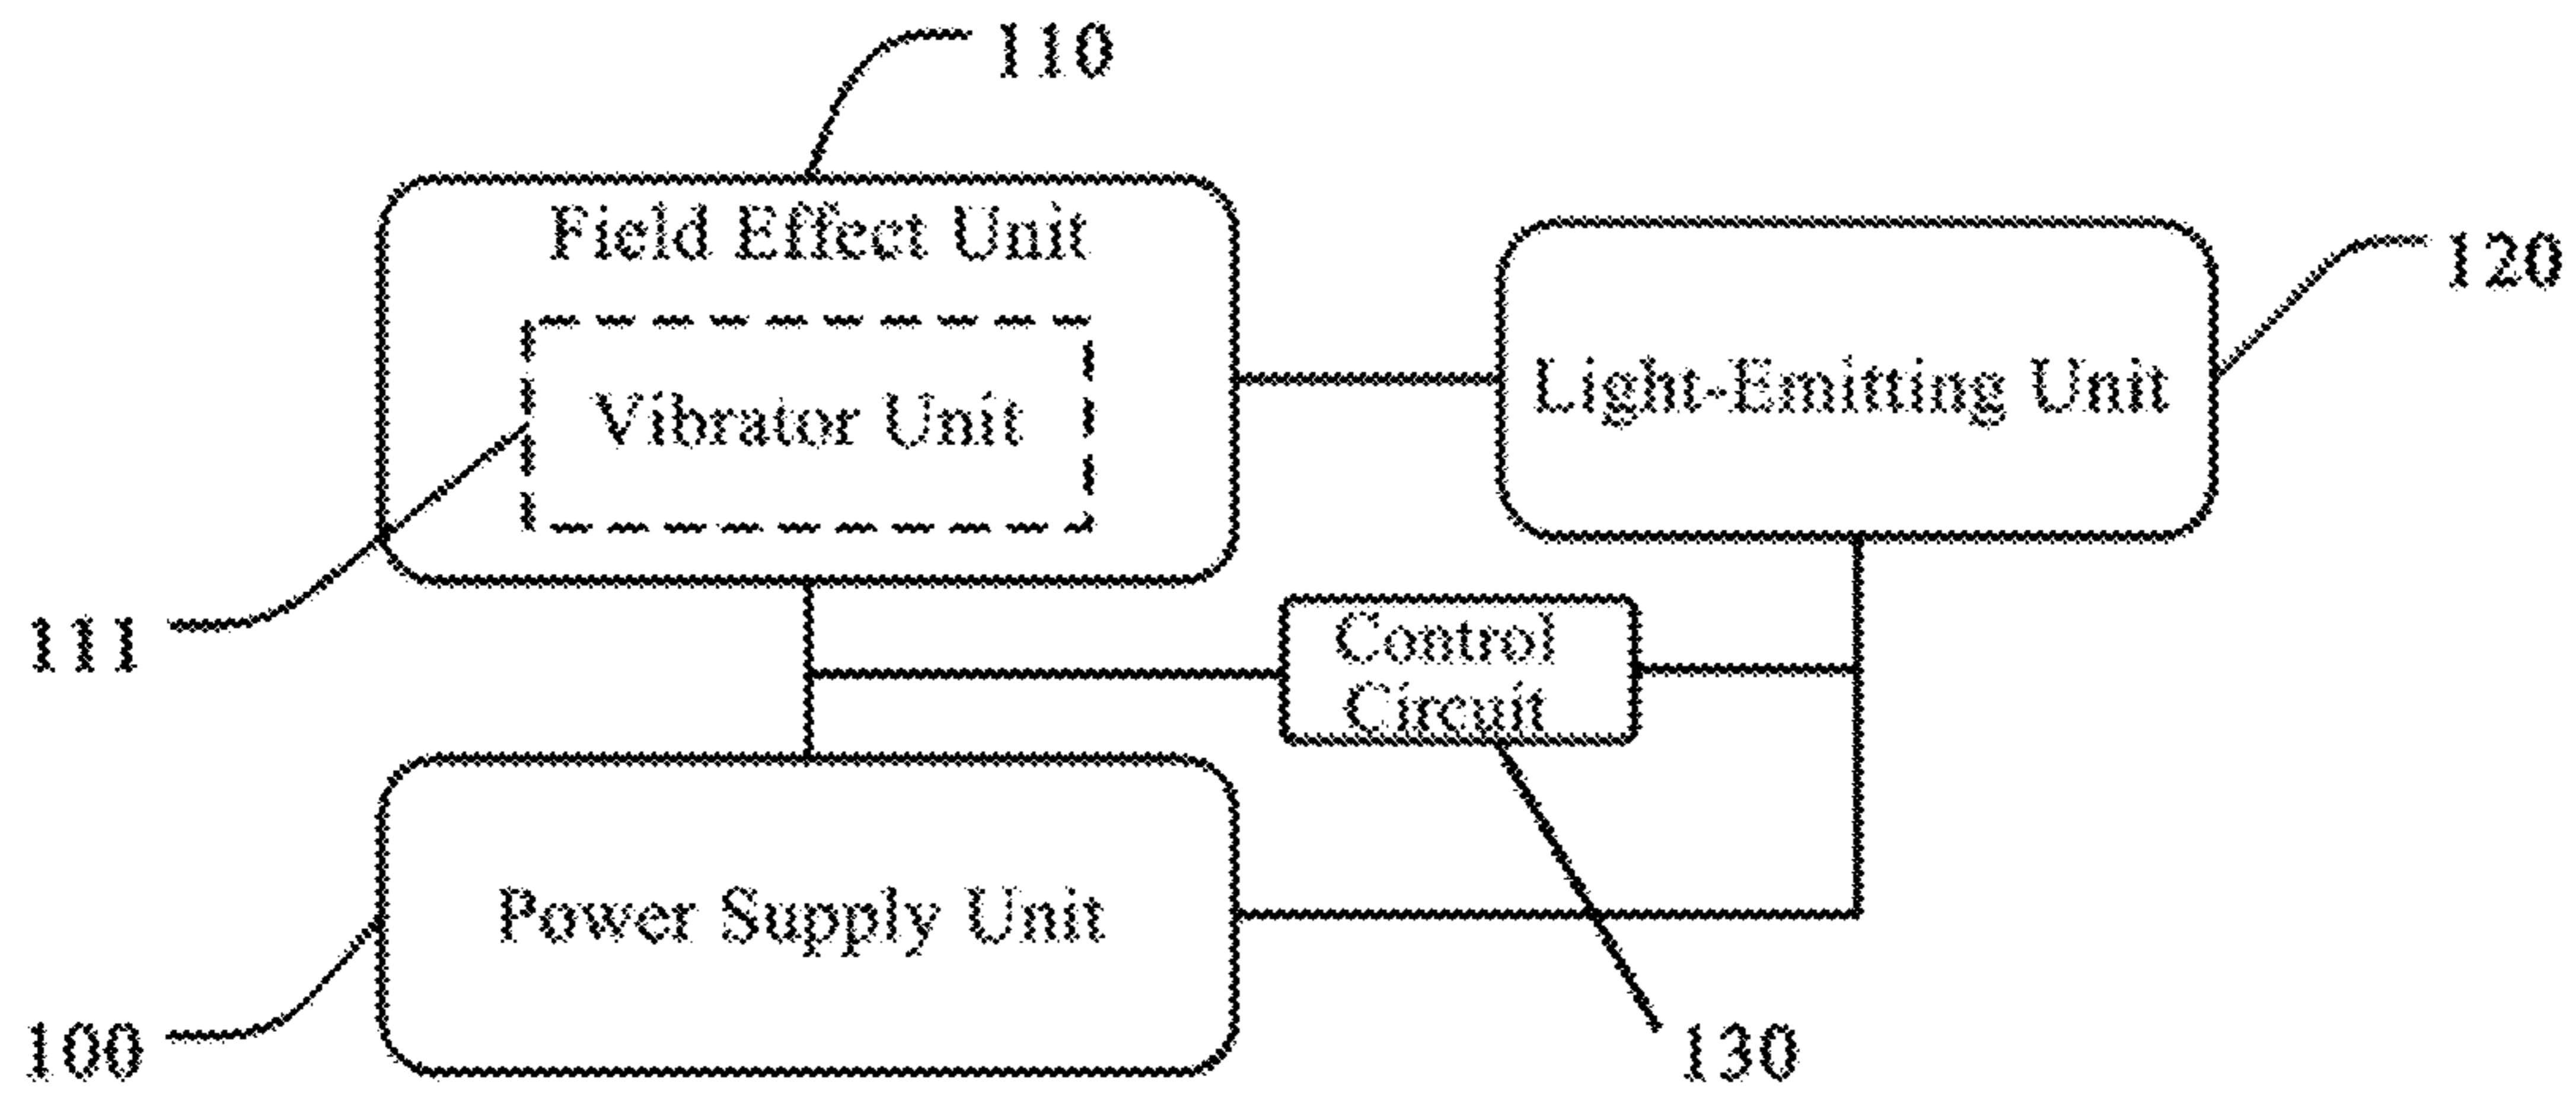 110
Field Effect Unit
120
Light-Emitting Unit
Vibrator Unit
111
Control
Circuit
Power Supply Unit
100
130